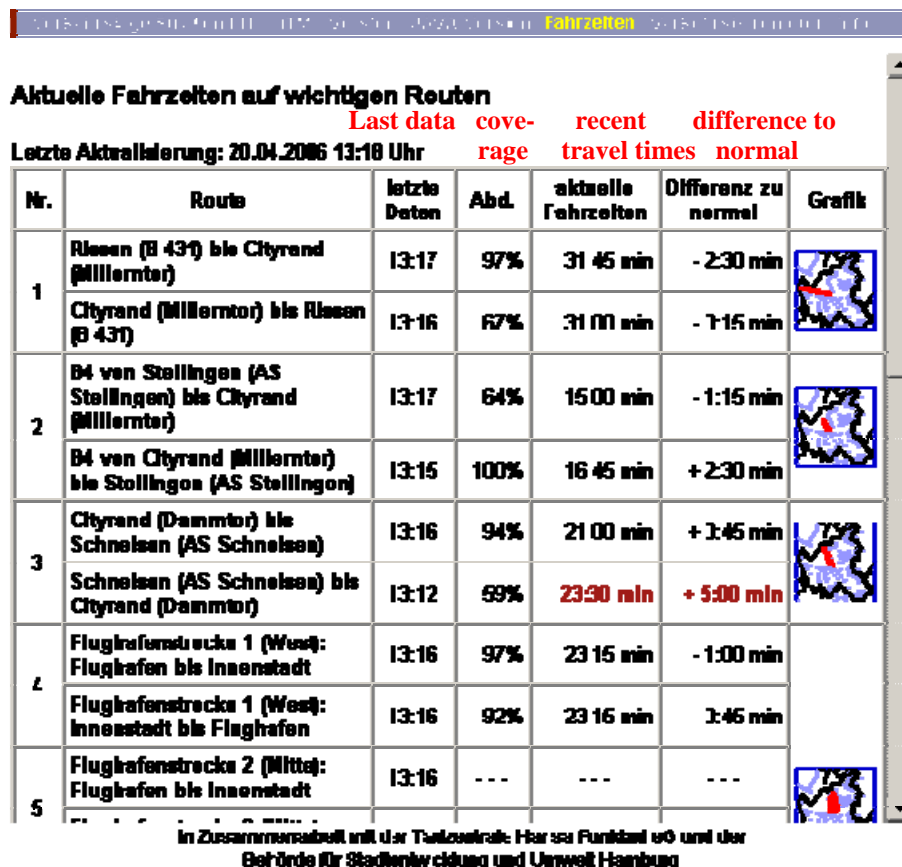 Fahrzeiten
Aktuelle Fahrzeiten auf wichtigen Routen
Last data cove- recent difference to
Letzte Aktualisierung: 20.04.2006 13:18 Uhr rage travel times normal
Nr. Route letzte Daten Abd. aktuelle Fahrzeiten Differenz zu normal Grafik
1
Rissen (B 431) bis Cityrand
(Millerntor) 13:17 97% 31 45 min - 2:30 min
Cityrand (Millerntor) bis Rissen
(B 431) 13:16 67% 31 00 min - min
2
B4 von Stellingen (AS
Stellingen) bis Cityrand
(Millerntor) 13:17 64% 15 00 min - 1:15 min
B4 von Cityrand (Millerntor)
bis Stellingen (AS Stellingen) 13:15 100% 16 45 min + 2:30 min
3
Cityrand (Dammtor) bis
Schnelsen (AS Schnelsen) 13:16 94% 21 00 min + min
Schnelsen (AS Schnelsen) bis
Cityrand (Dammtor) 13:12 59% 23:30 min + 5:00 min
Flughafenstrecke 1 (West):
Flughafen bis Innenstadt 13:16 97% 23 15 min - 1:00 min
Flughafenstrecke 1 (West):
Innenstadt bis Flughafen 13:16 92% 23 15 min min
5
Flughafenstrecke 2 (Mitte):
Flughafen bis Innenstadt 13:16 - - - - - - - - -
in Zusammenarbeit mit der Taxizentrale Hansa Funktaxi eG und der
Behörde für Stadtentwicklung und Umwelt Hamburg